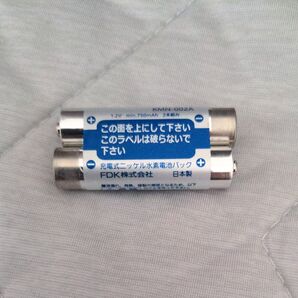 KMN-002A
1.2V min.750mAh 2本組み
この面を上にして下さい
このラベルは破らないで
下さい
充電式ニッケル水素電池パック
FDK株式会社 日本製